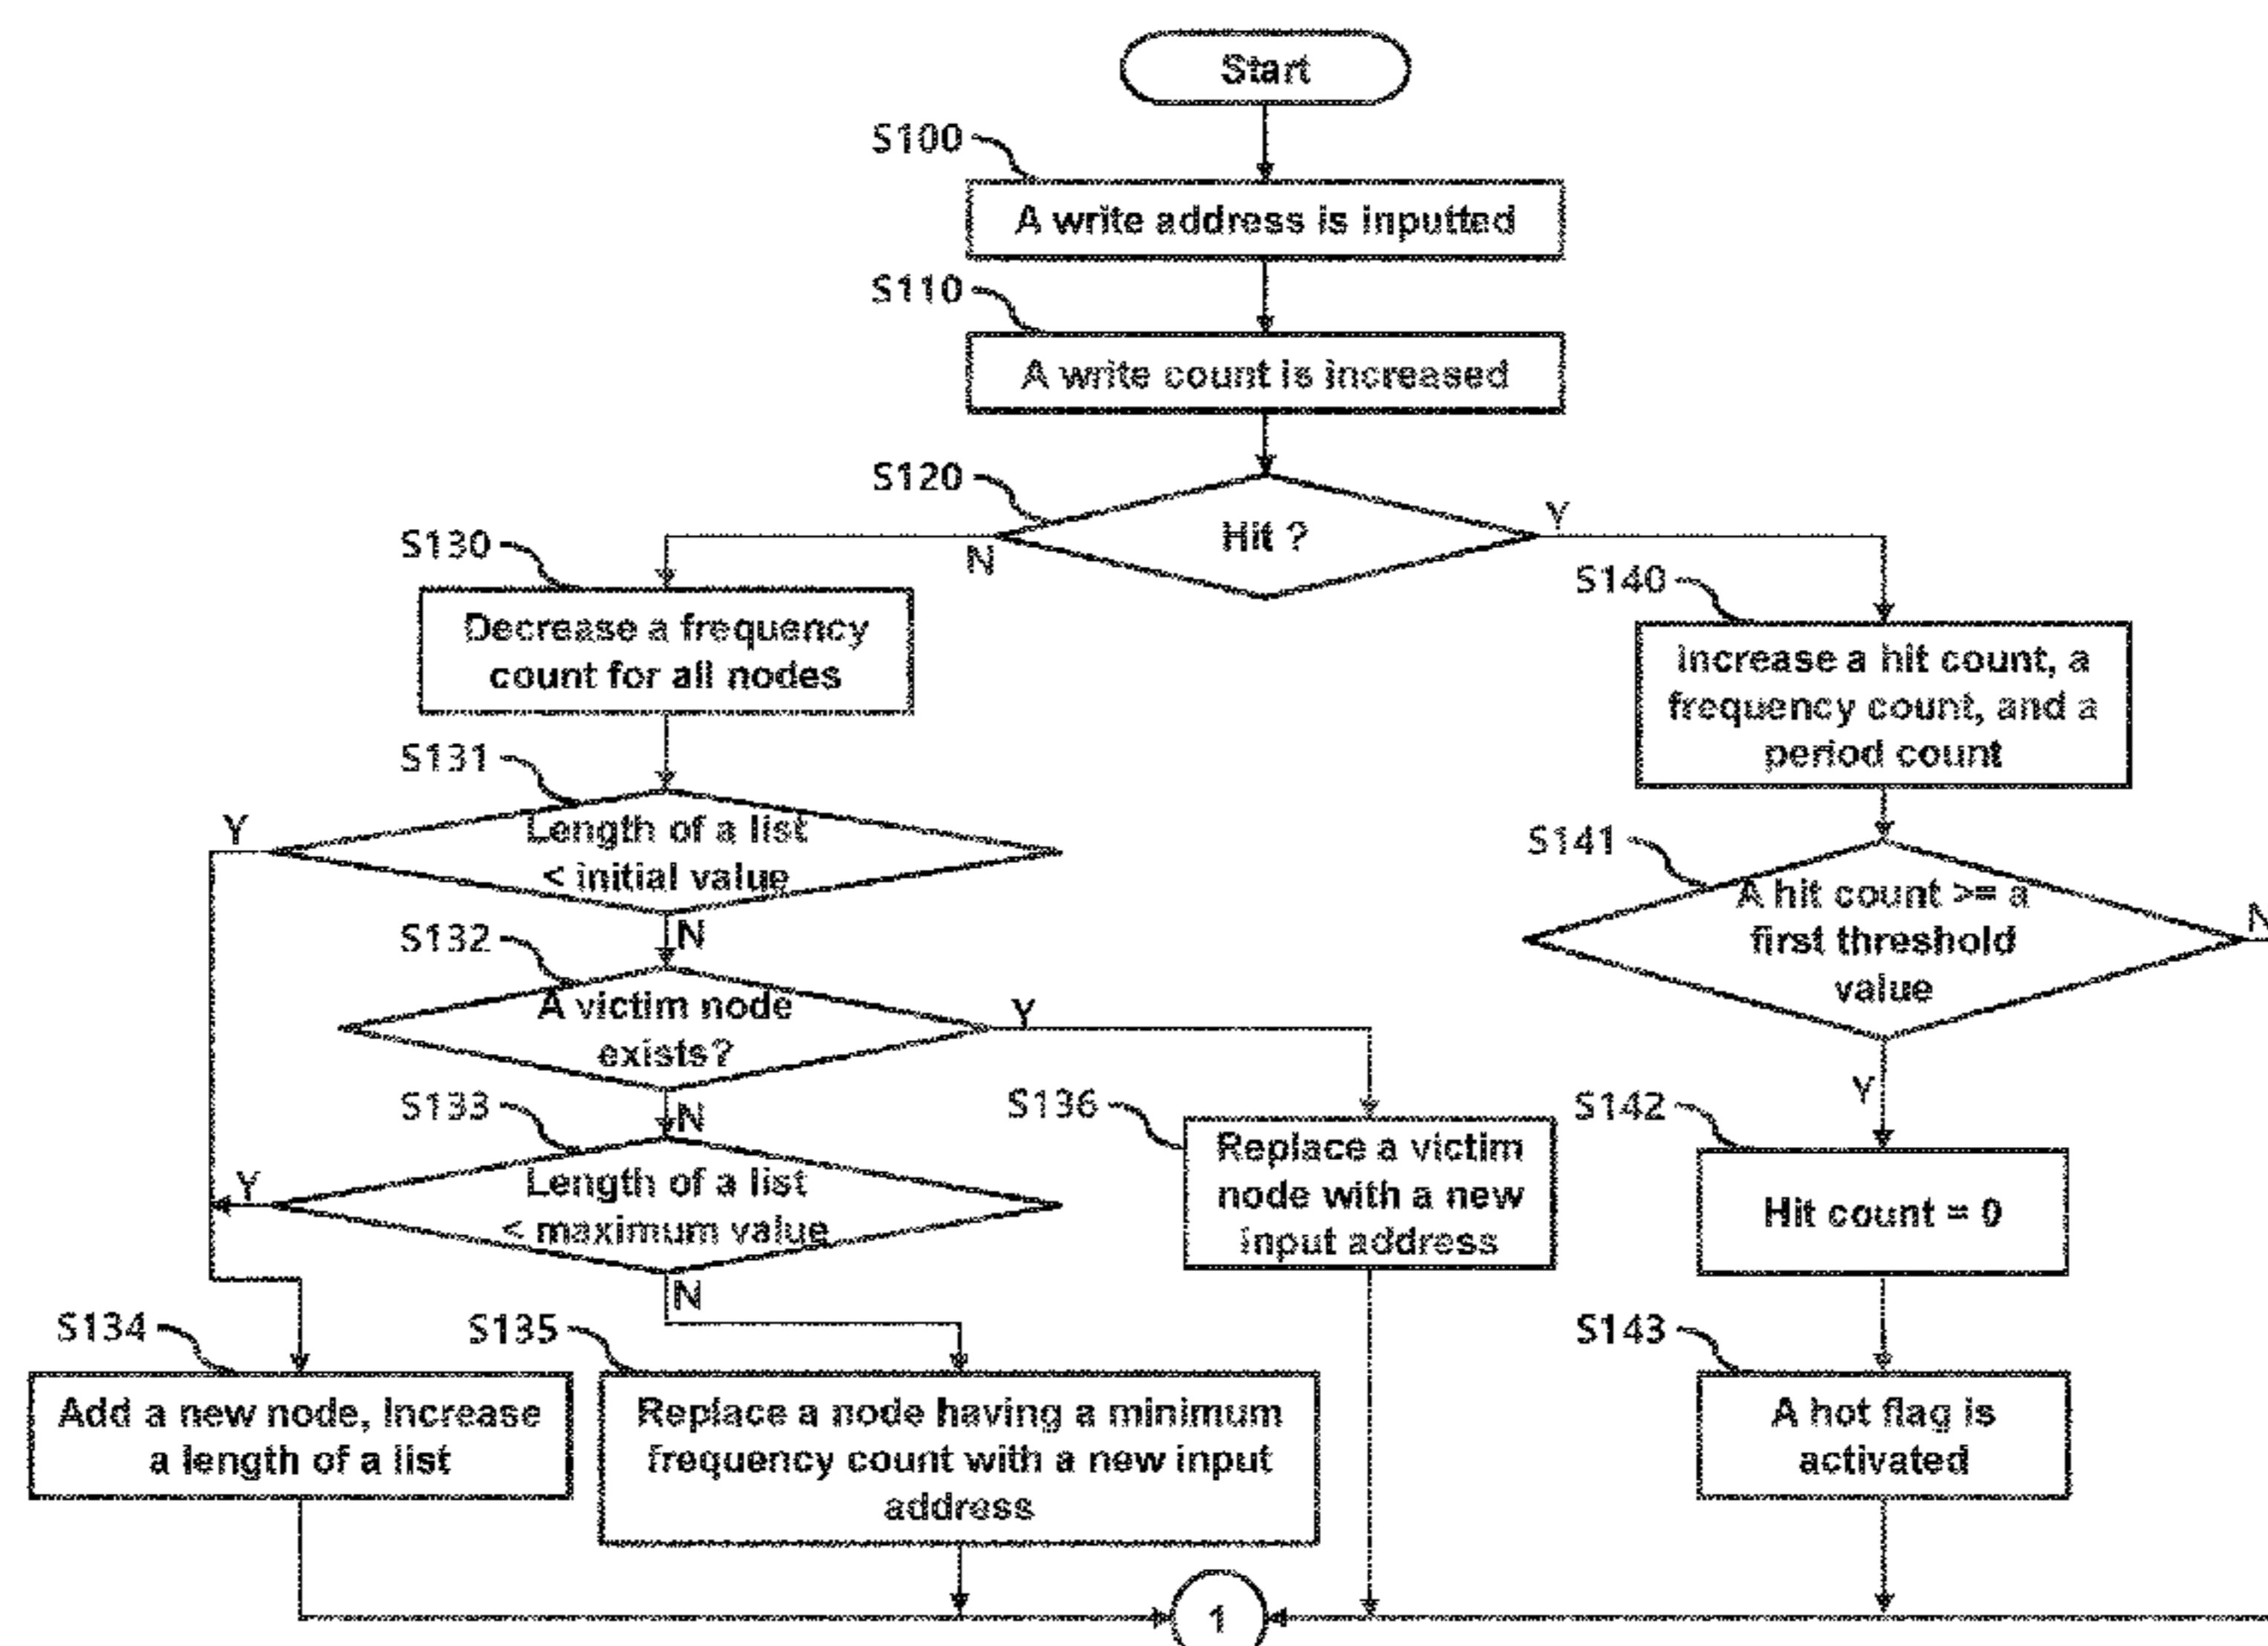 Start
S100
A write address is inputted
S110
A write count is increased
S120
Hit ?
Y
N
S130
Decrease a frequency
count for all nodes
S140
Increase a hit count, a
frequency count, and a
period count
S131
Y
Length of a list
< initial value
N
S141
A hit count >= a
first threshold
value
N
Y
S132
A victim node
exists?
Y
N
S133
Y
Length of a list
< maximum value
N
S136
Replace a victim
node with a new
input address
S142
Hit count = 0
S134
Add a new node, increase
a length of a list
S135
Replace a node having a minimum
frequency count with a new input
address
S143
A hot flag is
activated
1